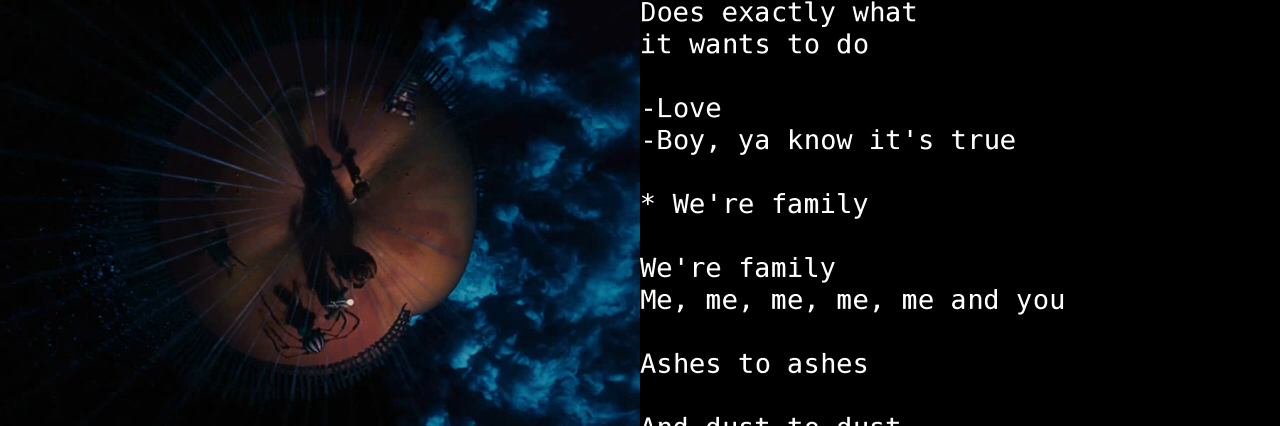 Does exactly what
it wants to do
-Love
-Boy, ya know it's true
* We're family
We're family
Me, me, me, me, me and you
Ashes to ashes
And dust to dust